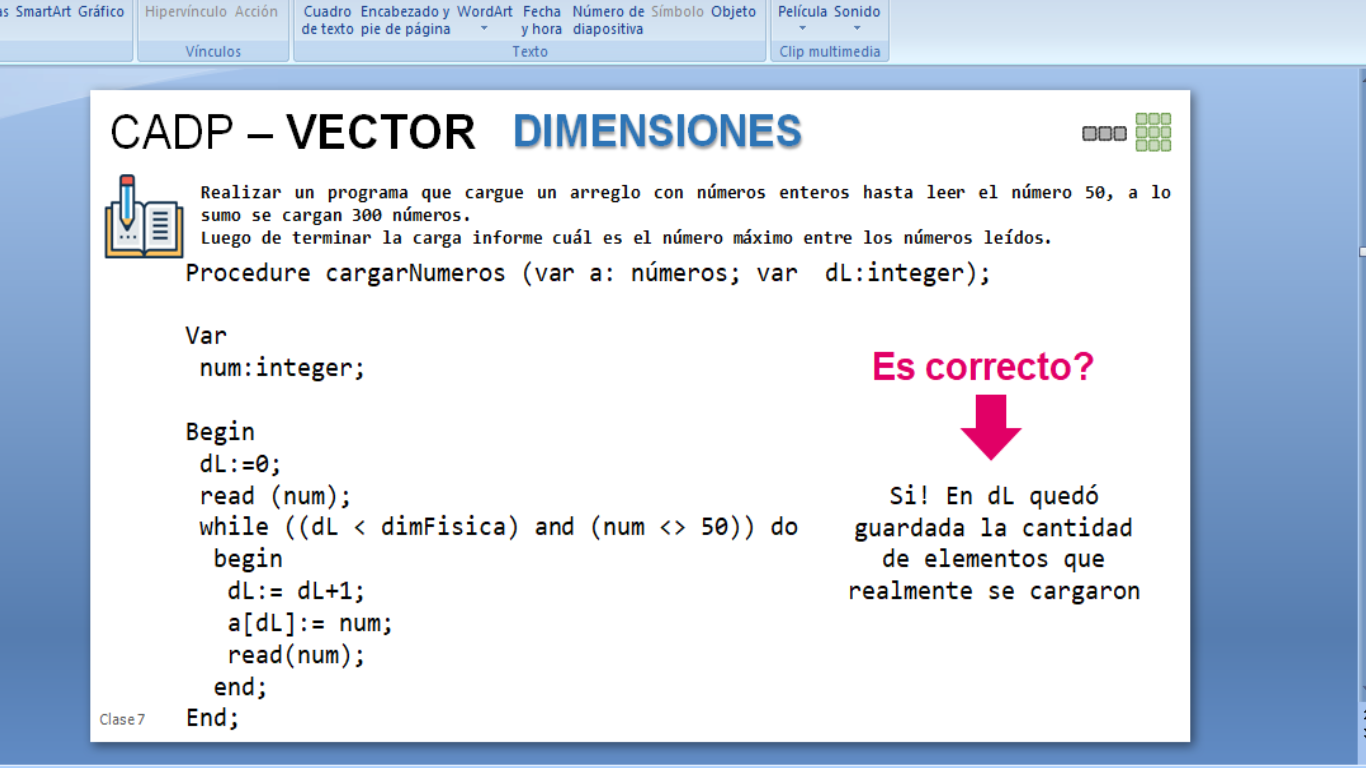 as SmartArt Gráfico Hipervínculo Acción Cuadro Encabezado y WordArt Fecha Número de Símbolo Objeto Película Sonido
de texto pie de página y hora diapositiva
Vínculos Texto Clip multimedia
CADP – VECTOR DIMENSIONES
Realizar un programa que cargue un arreglo con números enteros hasta leer el número 50, a lo
sumo se cargan 300 números.
Luego de terminar la carga informe cuál es el número máximo entre los números leídos.
Procedure cargarNumeros (var a: números; var dL:integer);
Var
num:integer;
Begin
dL:=0;
read (num);
while ((dL < dimFisica) and (num <> 50)) do
begin
dL:= dL+1;
a[dL]:= num;
read(num);
end;
End;
Es correcto?
Si! En dL quedó
guardada la cantidad
de elementos que
realmente se cargaron
Clase 7